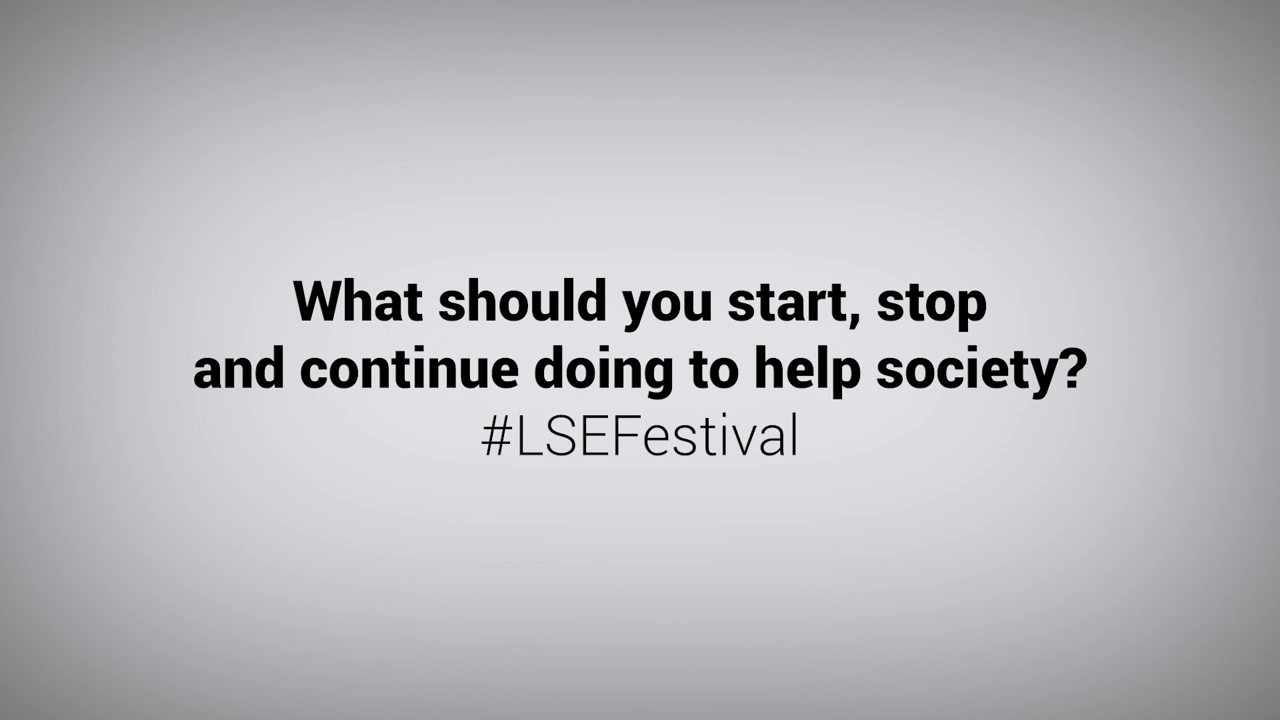 What should you start, stop
and continue doing to help society?
#LSEFestival